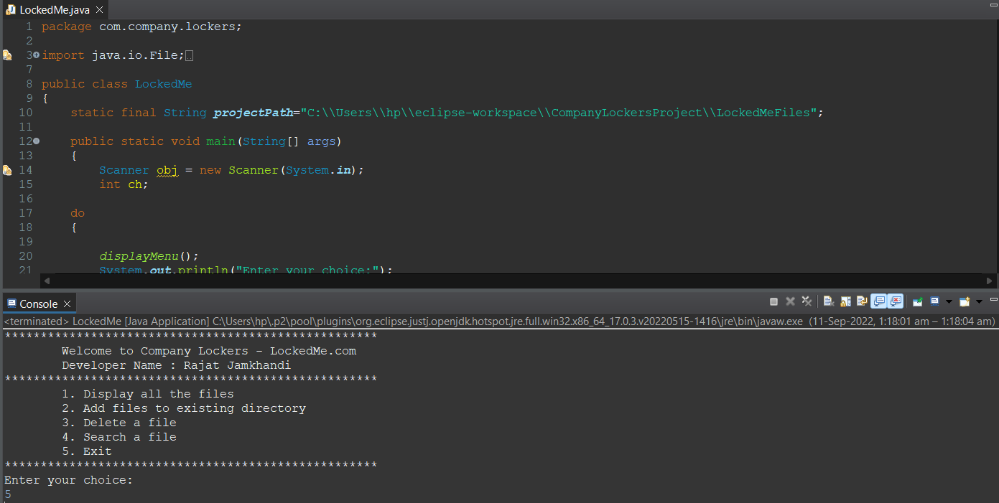 LockedMe.java
1 package com.company.lockers;
2
3 import java.io.File;
7
8 public class LockedMe
9 {
10 static final String projectPath="C:\\Users\\hp\\eclipse-workspace\\CompanyLockersProject\\LockedMeFiles";
11
12 public static void main(String[] args)
13 {
14 Scanner obj = new Scanner(System.in);
15 int ch;
16
17 do
18 {
19
20 displayMenu();
21 System.out.println("Enter your choice:");
Console
<terminated> LockedMe [Java Application] C:\Users\hp\.p2\pool\plugins\org.eclipse.justj.openjdk.hotspot.jre.full.win32.x86_64_17.0.3.v20220515-1416\jre\bin\javaw.exe (11-Sep-2022, 1:18:01 am – 1:18:04 am)
****************************************************
Welcome to Company Lockers - LockedMe.com
Developer Name : Rajat Jamkhandi
****************************************************
1. Display all the files
2. Add files to existing directory
3. Delete a file
4. Search a file
5. Exit
****************************************************
Enter your choice:
5